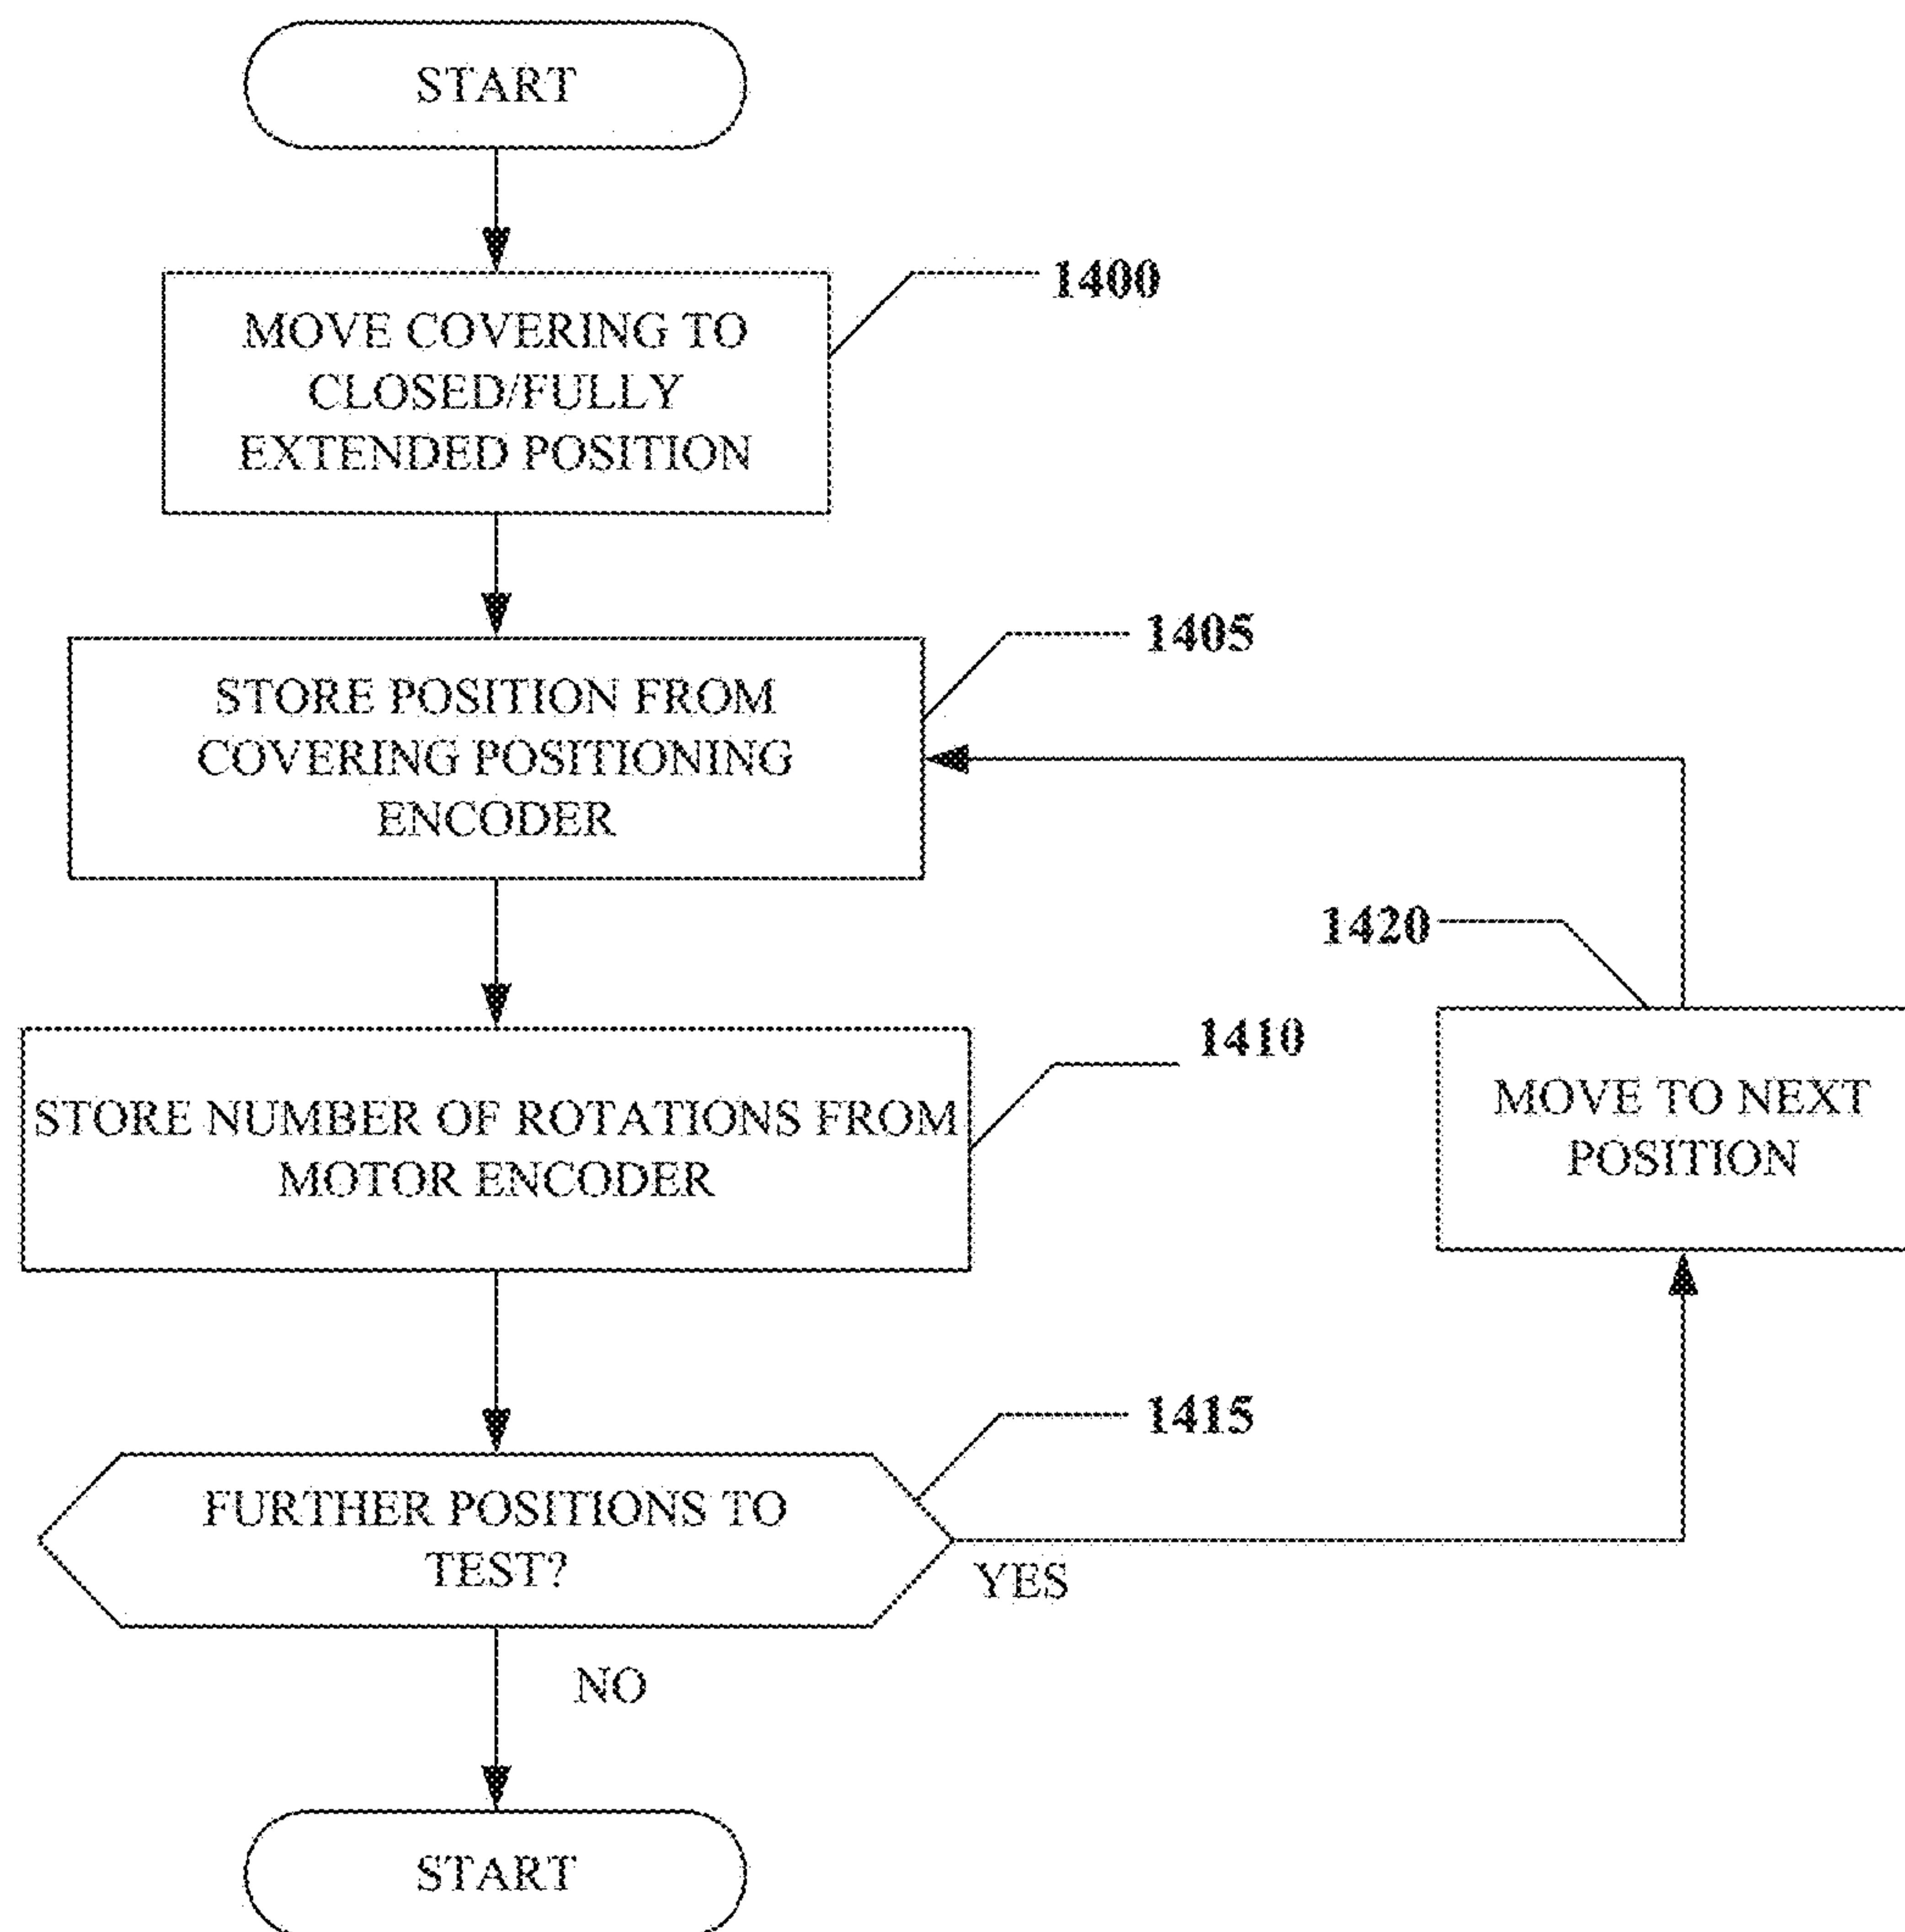 START
1400
MOVE COVERING TO
CLOSED/FULLY
EXTENDED POSITION
1405
STORE POSITION FROM
COVERING POSITIONING
ENCODER
1420
1410
STORE NUMBER OF ROTATIONS FROM
MOTOR ENCODER
MOVE TO NEXT
POSITION
1415
FURTHER POSITIONS TO
TEST?
YES
NO
START